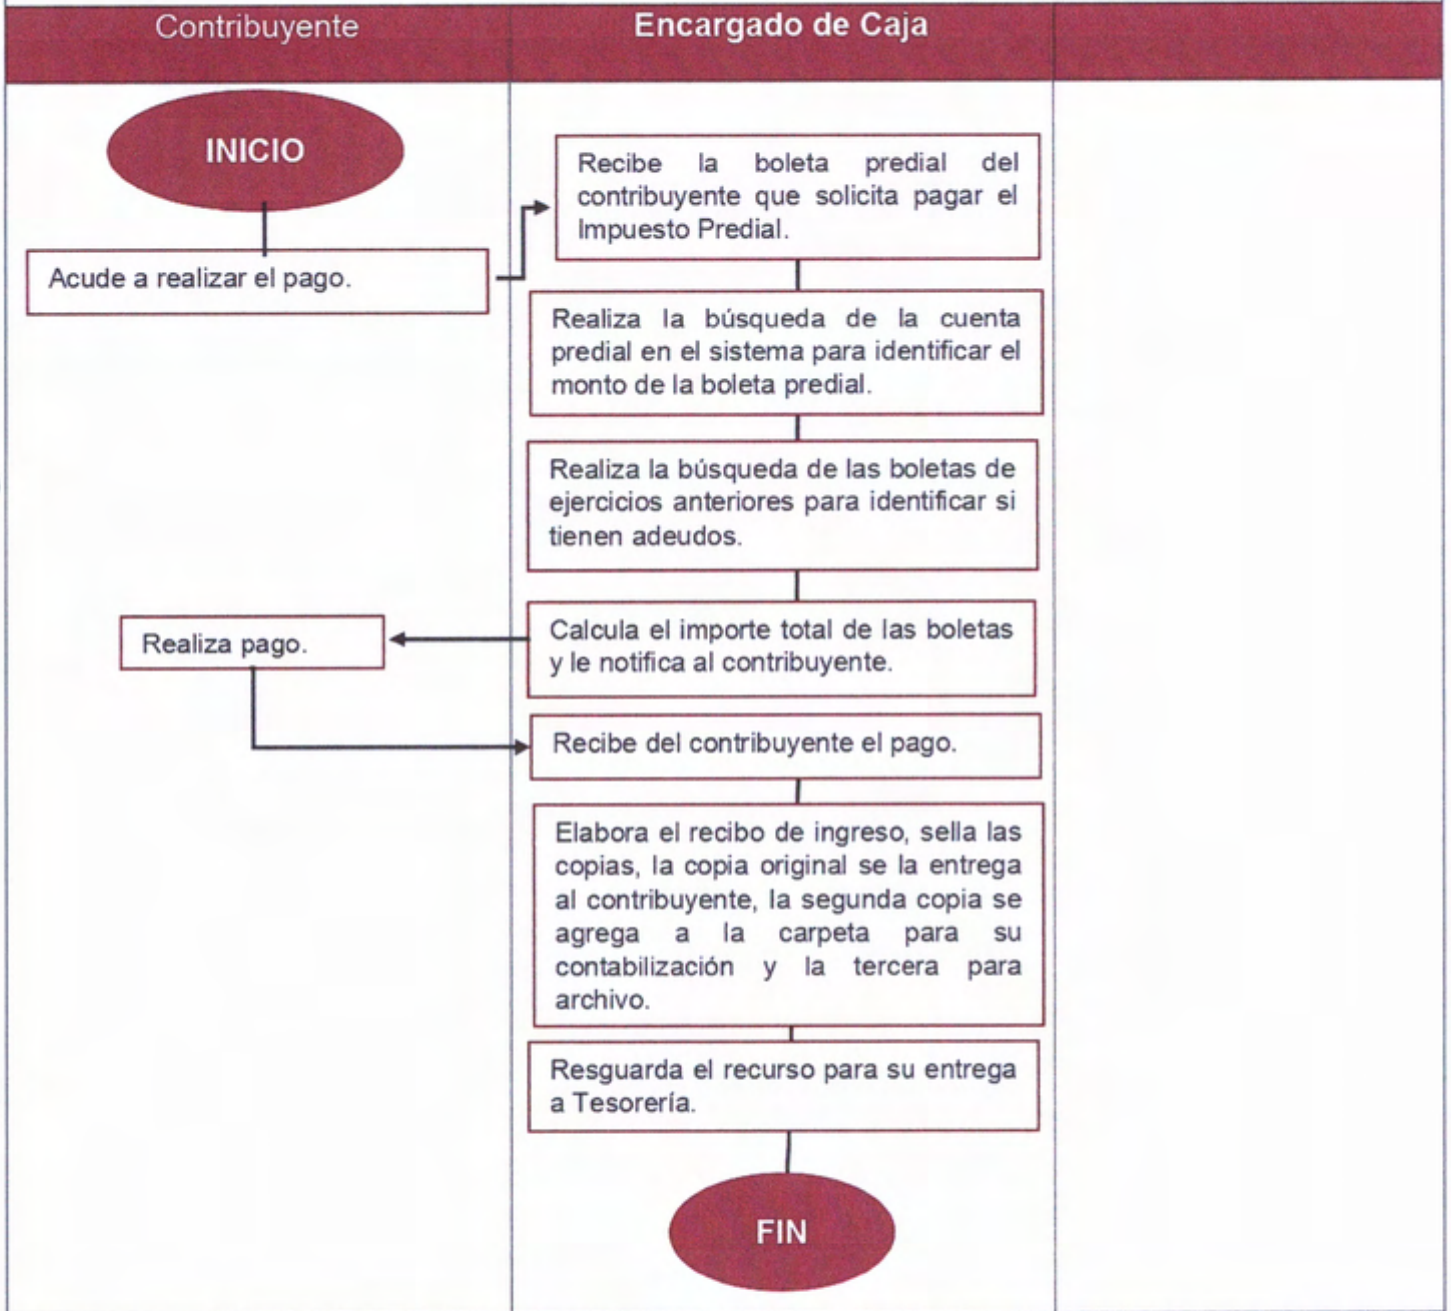 Contribuyente
Encargado de Caja
INICIO
Acude a realizar el pago.
Recibe la boleta predial del
contribuyente que solicita pagar el
Impuesto Predial.
Realiza la búsqueda de la cuenta
predial en el sistema para identificar el
monto de la boleta predial.
Realiza la búsqueda de las boletas de
ejercicios anteriores para identificar si
tienen adeudos.
Calcula el importe total de las boletas
y le notifica al contribuyente.
Realiza pago.
Recibe del contribuyente el pago.
Elabora el recibo de ingreso, sella las
copias, la copia original se la entrega
al contribuyente, la segunda copia se
agrega a la carpeta para su
contabilización y la tercera para
archivo.
Resguarda el recurso para su entrega
a Tesorería.
FIN